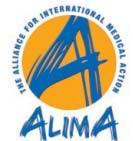 THE ALLIANCE FOR INTERNATIONAL MEDICAL ACTION
ALIMA